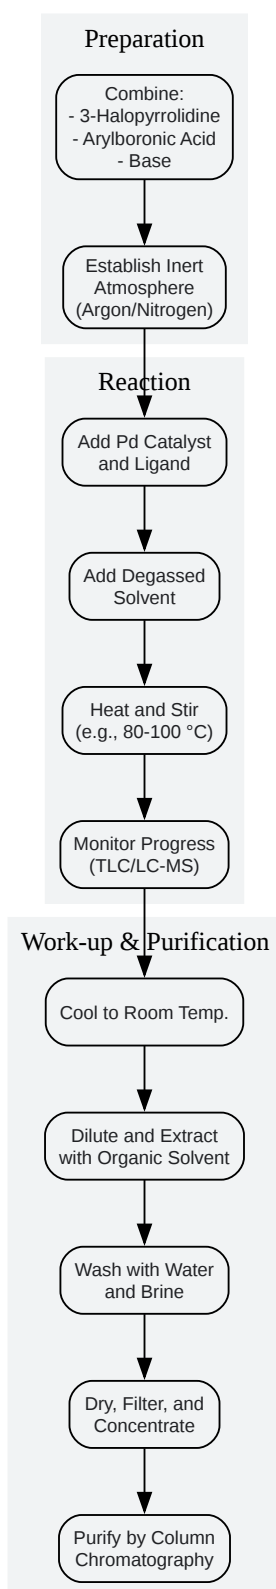 Preparation
Combine:
- 3-Halopyrrolidine
- Arylboronic Acid
- Base
Establish Inert
Atmosphere
(Argon/Nitrogen)
Reaction
Add Pd Catalyst
and Ligand
Add Degassed
Solvent
Heat and Stir
(e.g., 80-100 °C)
Monitor Progress
(TLC/LC-MS)
Work-up & Purification
Cool to Room Temp.
Dilute and Extract
with Organic Solvent
Wash with Water
and Brine
Dry, Filter, and
Concentrate
Purify by Column
Chromatography